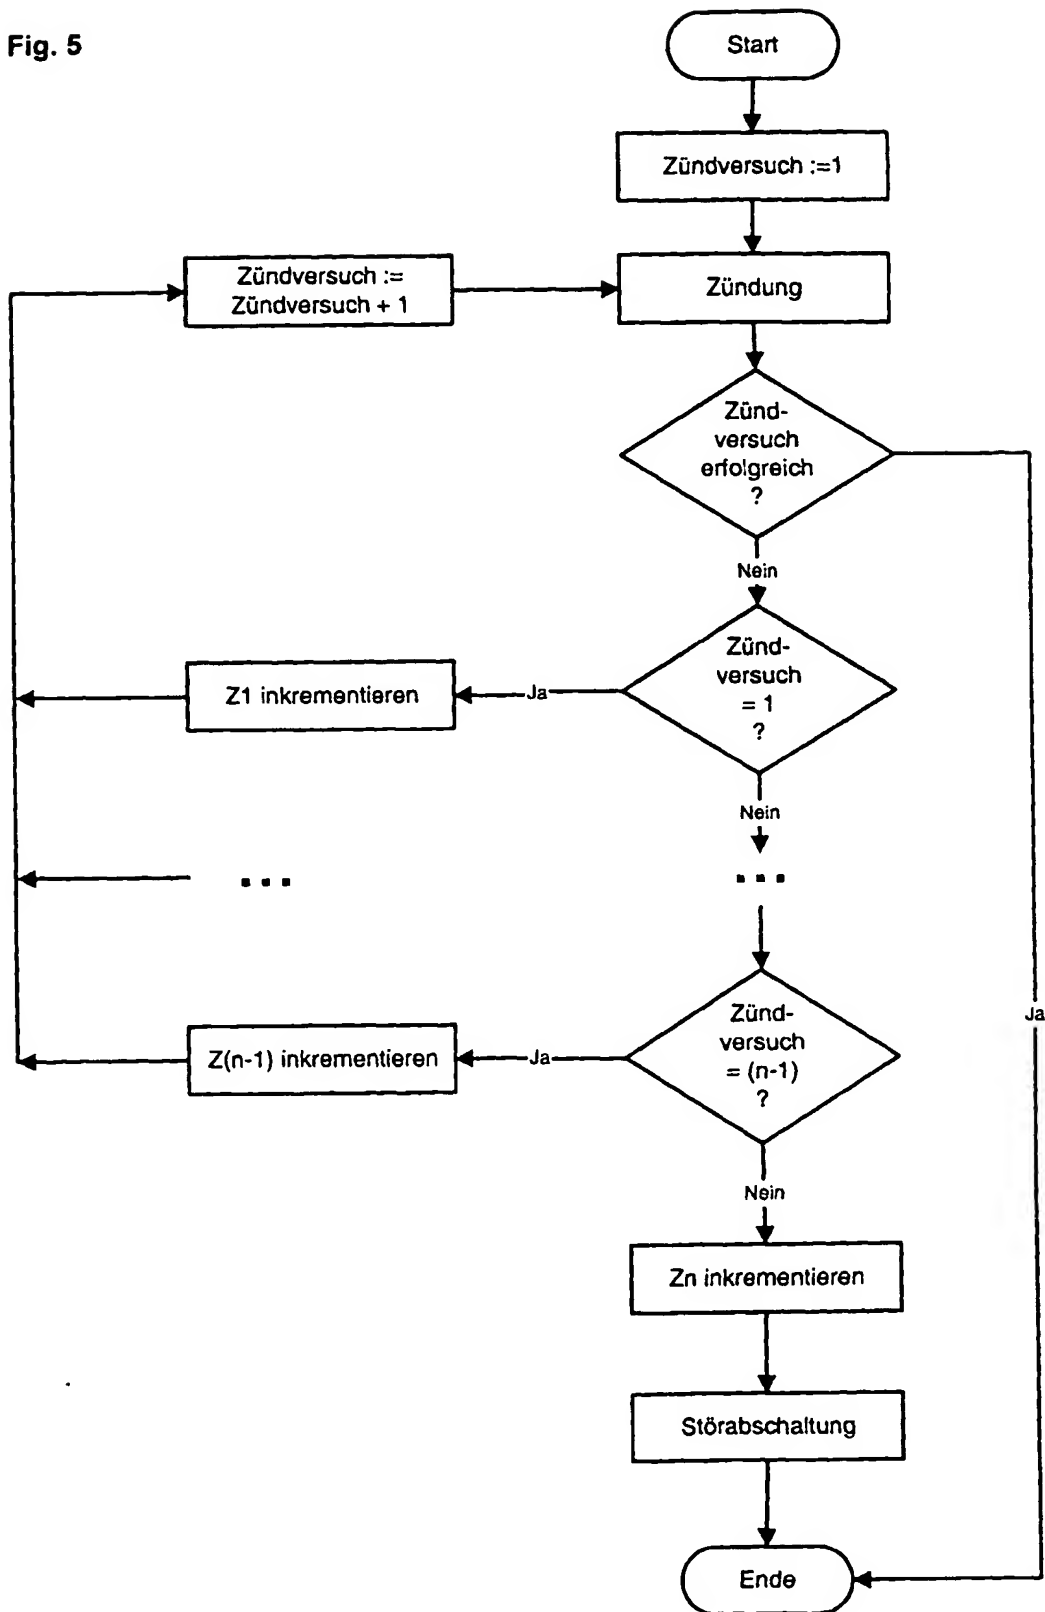 Fig. 5
Start
Zündversuch :=1
Zündversuch :=
Zündversuch + 1
Zündung
Zünd-
versuch
erfolgreich
?
Nein
Zünd-
versuch
= 1
?
Ja
Z1 inkrementieren
Nein
...
...
Zünd-
versuch
= (n-1)
?
Ja
Z(n-1) inkrementieren
Ja
Nein
Zn inkrementieren
Störabschaltung
Ende